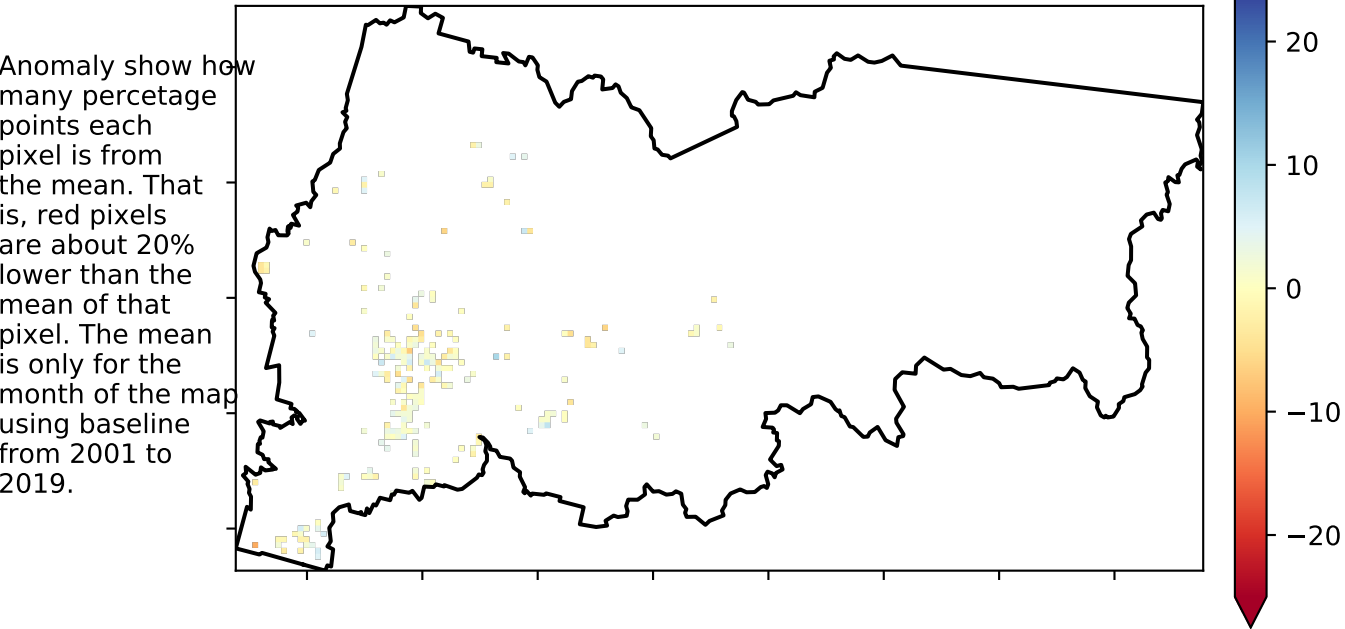 Anomaly show how
many percetage
points each
pixel is from
the mean. That
is, red pixels
are about 20%
lower than the
mean of that
pixel. The mean
is only for the
month of the map
using baseline
from 2001 to
2019.
20
10
0
−10
−20